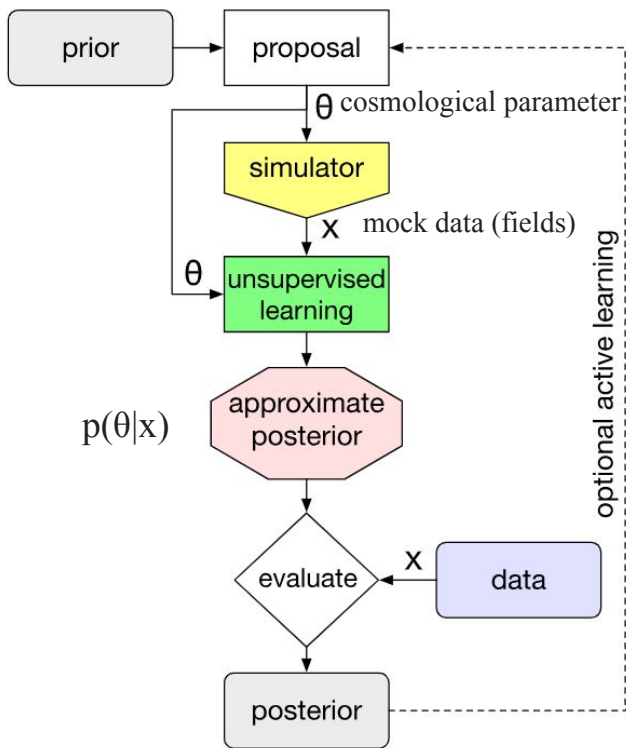 prior
proposal
θ cosmological parameter
simulator
x mock data (fields)
θ
unsupervised
learning
p(θ|x)
approximate
posterior
optional active learning
evaluate
x
data
posterior